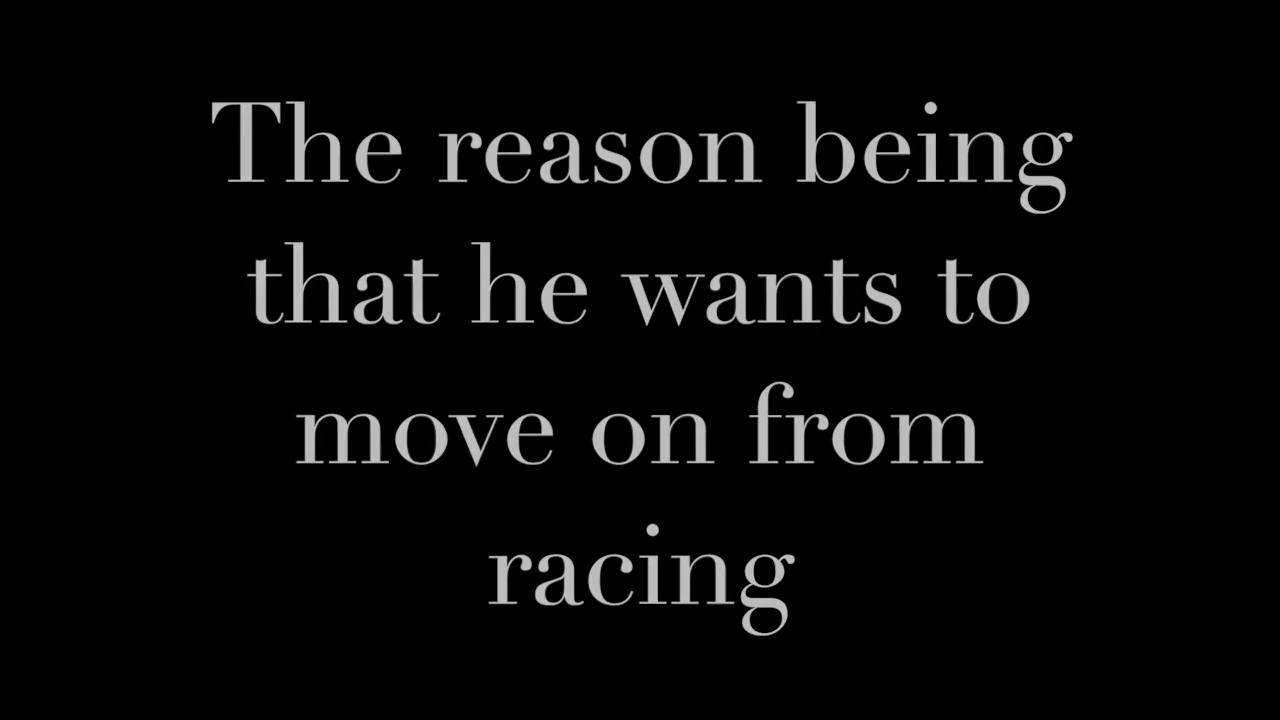 The reason being
that he wants to
move on from
racing